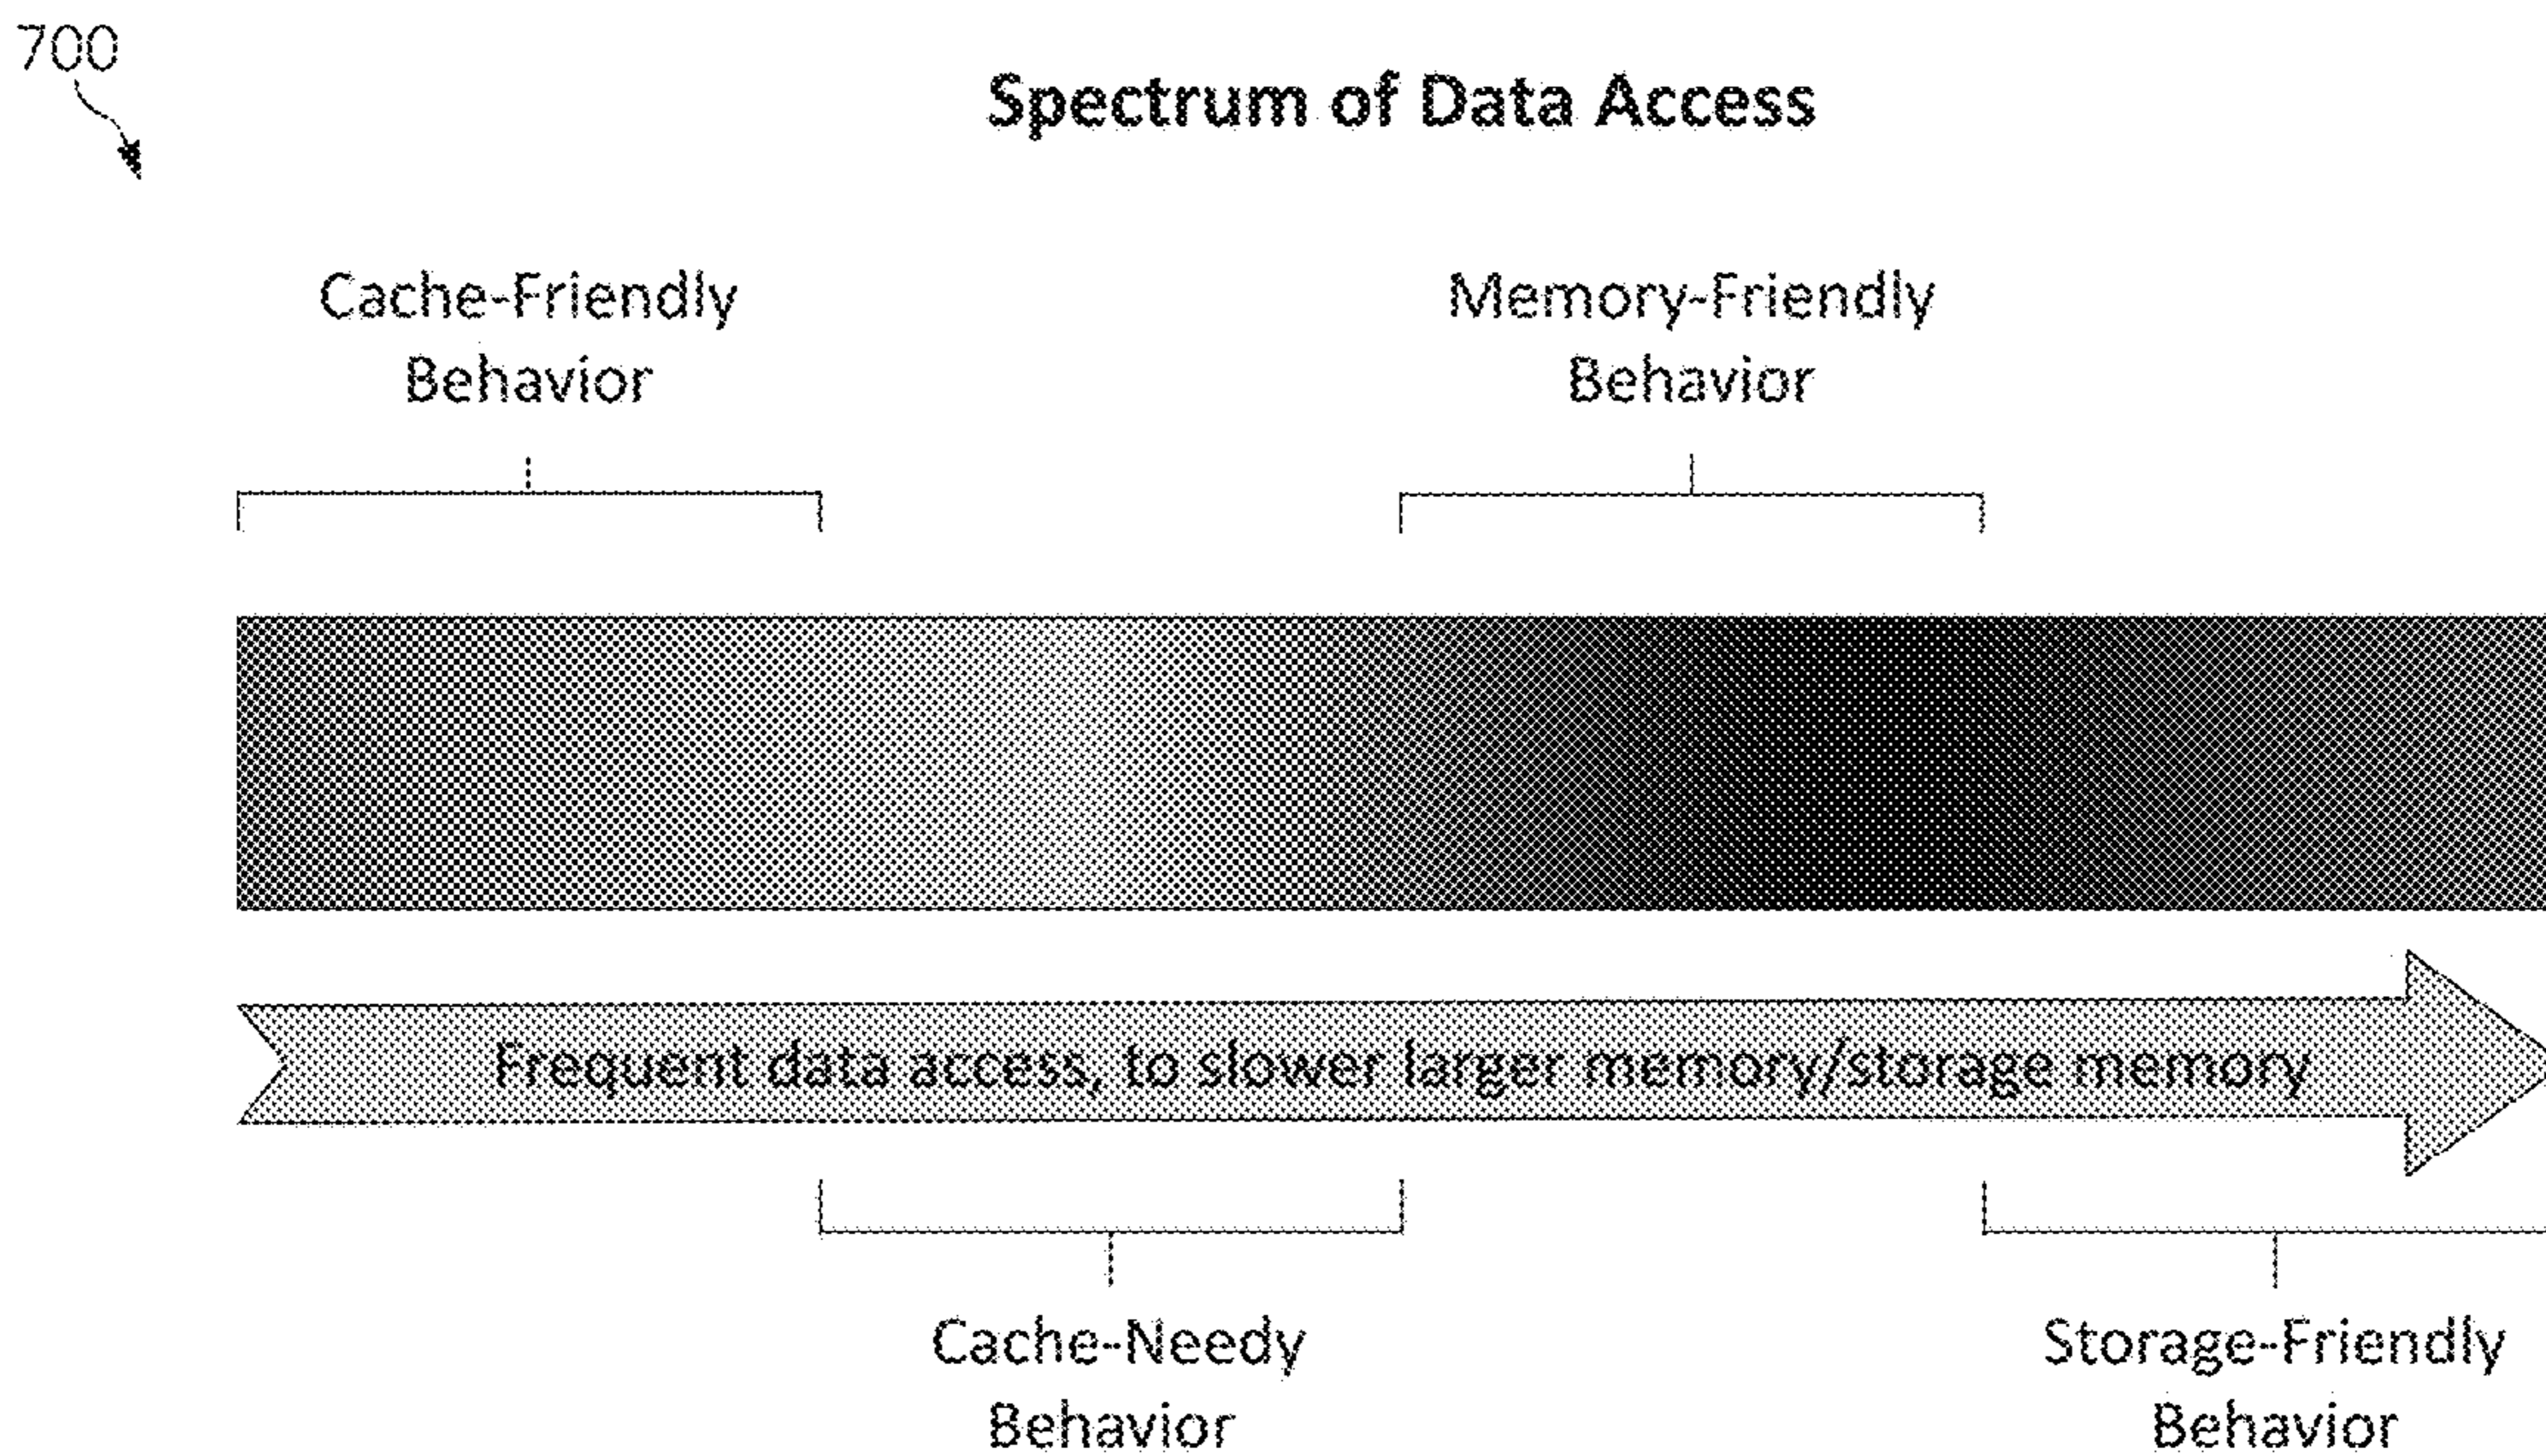 700
Spectrum of Data Access
Cache-Friendly
Behavior
Memory-Friendly
Behavior
Frequent data access, to slower larger memory/storage memory
Cache-Needy
Behavior
Storage-Friendly
Behavior